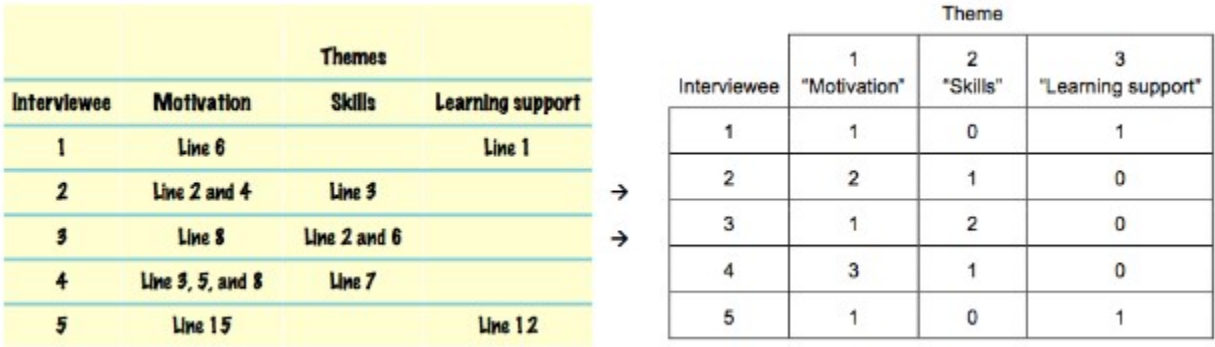 Themes
Interviewee Motivation Skills Learning support
1 Line 6 Line 1
2 Line 2 and 4 Line 3
3 Line 8 Line 2 and 6
4 Line 3, 5, and 8 Line 7
5 Line 15 Line 12
→
→
Theme
1 2 3
Interviewee "Motivation" "Skills" "Learning support"
1 1 0 1
2 2 1 0
3 1 2 0
4 3 1 0
5 1 0 1